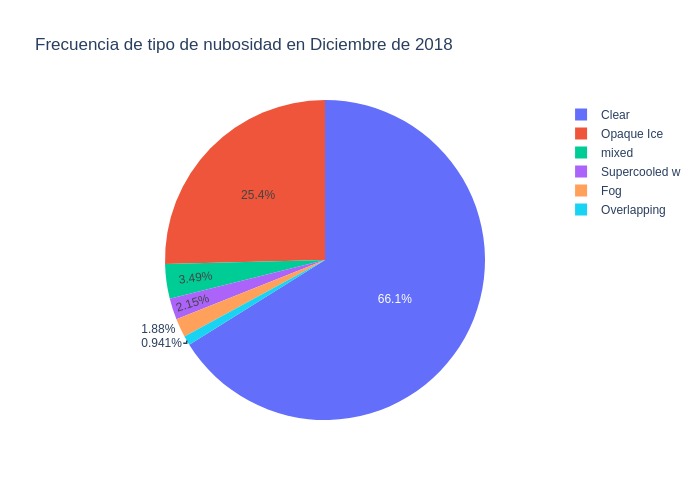 Frecuencia de tipo de nubosidad en Diciembre de 2018
Clear
Opaque Ice
mixed
Supercooled w
Fog
Overlapping
25.4%
3.49%
2.15%
1.88%
0.941%
66.1%